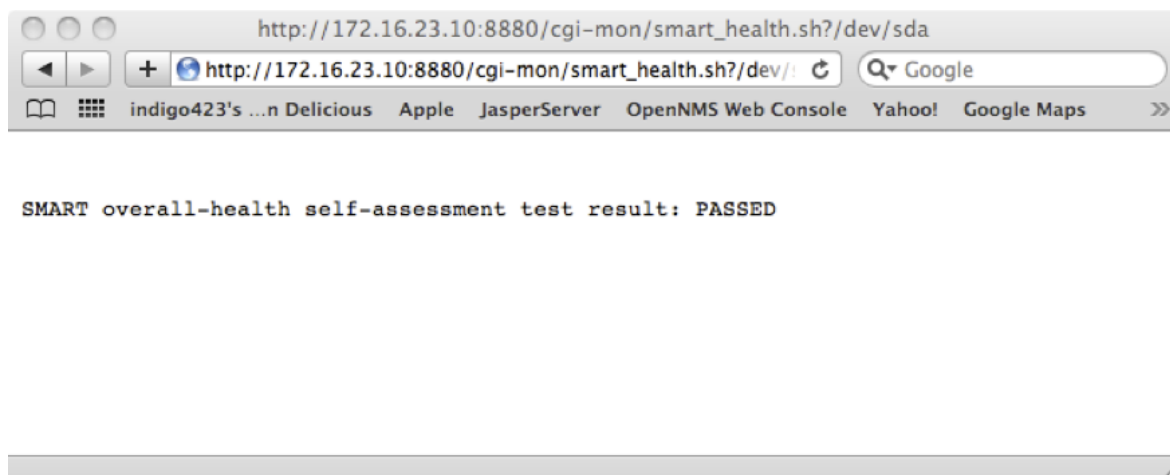 http://172.16.23.10:8880/cgi-mon/smart_health.sh?/dev/sda
http://172.16.23.10:8880/cgi-mon/smart_health.sh?/dev/ Google
indigo423's ...n Delicious Apple JasperServer OpenNMS Web Console Yahoo! Google Maps
SMART overall-health self-assessment test result: PASSED